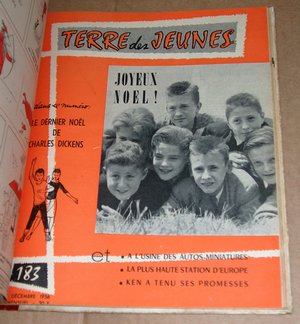 TERRE des JEUNES
JOYEUX
NOEL !
dans ce numéro
LE DERNIER NOËL
DE
CHARLES DICKENS
et
• A L'USINE DES AUTOS-MINIATURES
• LA PLUS HAUTE STATION D'EUROPE
• KEN A TENU SES PROMESSES
183
DÉCEMBRE 1958